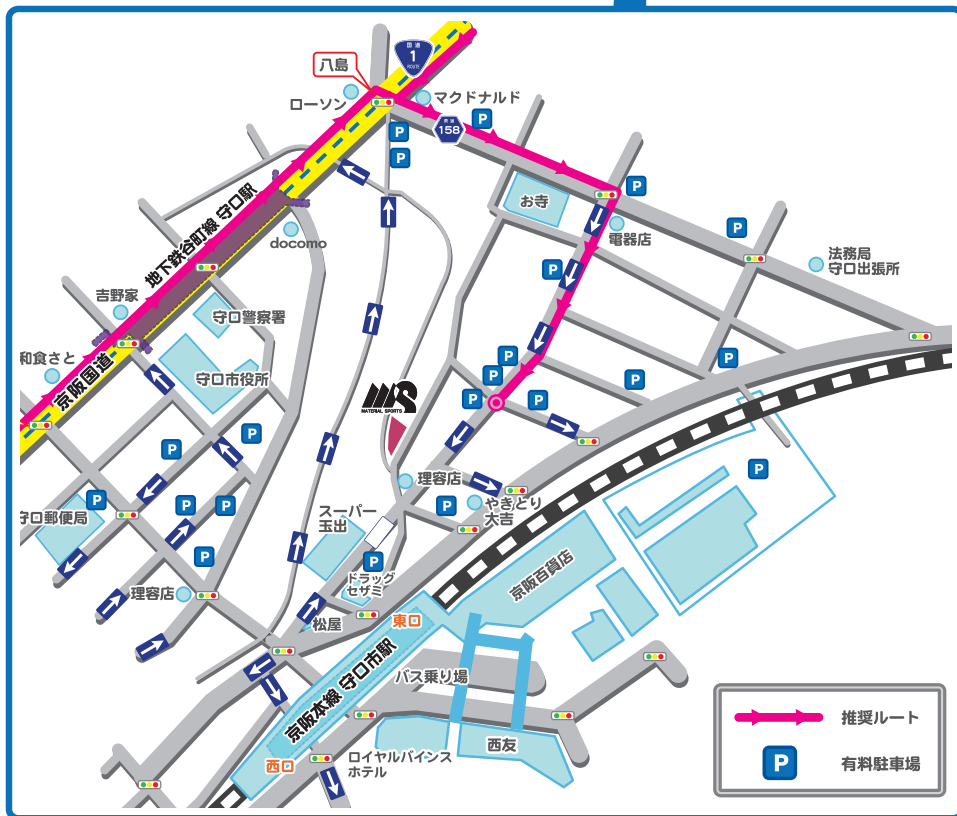 国道
1
ROUTE
八島
ローソン
マクドナルド
府道
158
P
P
P
お寺
P
電器店
P
法務局
守口出張所
地下鉄谷町線 守口駅
docomo
P
吉野家
守口警察署
和食さと
京阪国道
守口市役所
P
P
P
P
P
M'S
MATERIAL SPORTS
P
P
P
P
P
P
守口郵便局
理容店
P
やきとり
大吉
スーパー
玉出
P
P
ドラッグ
セザミ
京阪百貨店
理容店
松屋
東口
京阪本線 守口市駅
バス乗り場
西口
ロイヤルパインス
ホテル
西友
推奨ルート
P
有料駐車場